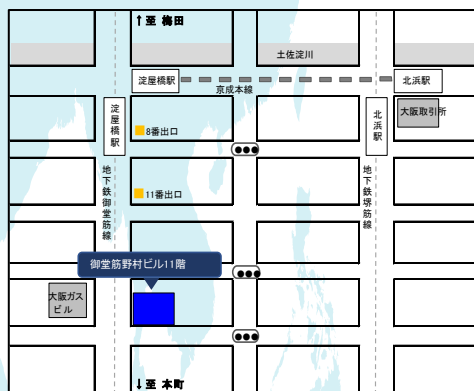 ↑至 梅田
土佐淀川
淀屋橋駅
北浜駅
京成本線
淀屋橋駅
北浜駅
大阪取引所
8番出口
11番出口
地下鉄御堂筋線
地下鉄堺筋線
御堂筋野村ビル11階
大阪ガス
ビル
↓至 本町